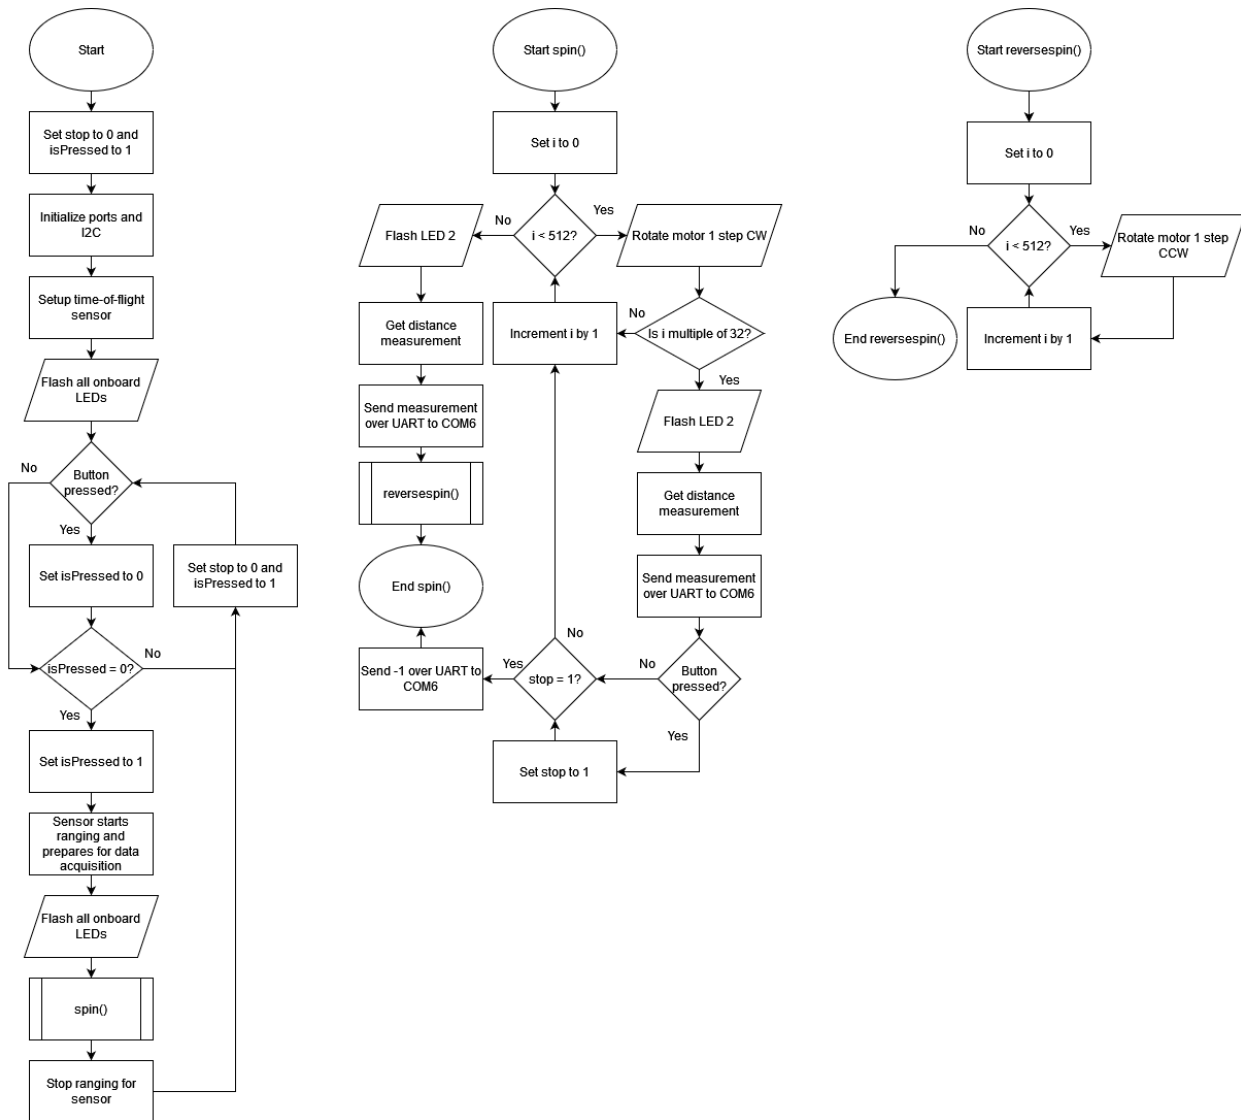 Start
Set stop to 0 and
isPressed to 1
Initialize ports and
I2C
Setup time-of-flight
sensor
Flash all onboard
LEDs
Button
pressed?
No
Yes
Set isPressed to 0
Set stop to 0 and
isPressed to 1
isPressed = 0?
No
Yes
Set isPressed to 1
Sensor starts
ranging and
prepares for data
acquisition
Flash all onboard
LEDs
spin()
Stop ranging for
sensor
Start spin()
Set i to 0
i < 512?
No
Yes
Flash LED 2
Rotate motor 1 step CW
Get distance
measurement
Increment i by 1
No
Is i multiple of 32?
Yes
Send measurement
over UART to COM6
Flash LED 2
reversespin()
Get distance
measurement
End spin()
Send measurement
over UART to COM6
No
Send -1 over UART to
COM6
Yes
stop = 1?
No
Button
pressed?
Yes
Set stop to 1
Start reversespin()
Set i to 0
i < 512?
No
Yes
Rotate motor 1 step
CCW
End reversespin()
Increment i by 1